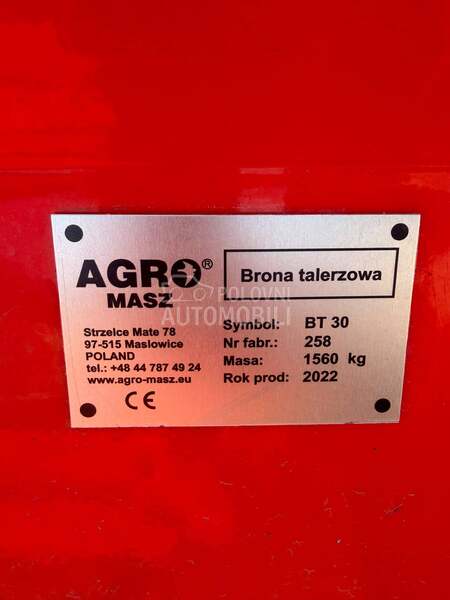 AGRO®
MASZ
Brona talerzowa
POLOVNI
AUTOMOBILI
Strzelce Małe 78
97-515 Masłowice
POLAND
tel.: +48 44 787 49 24
www.agro-masz.eu
CE
Symbol: BT 30
Nr fabr.: 258
Masa: 1560 kg
Rok prod: 2022